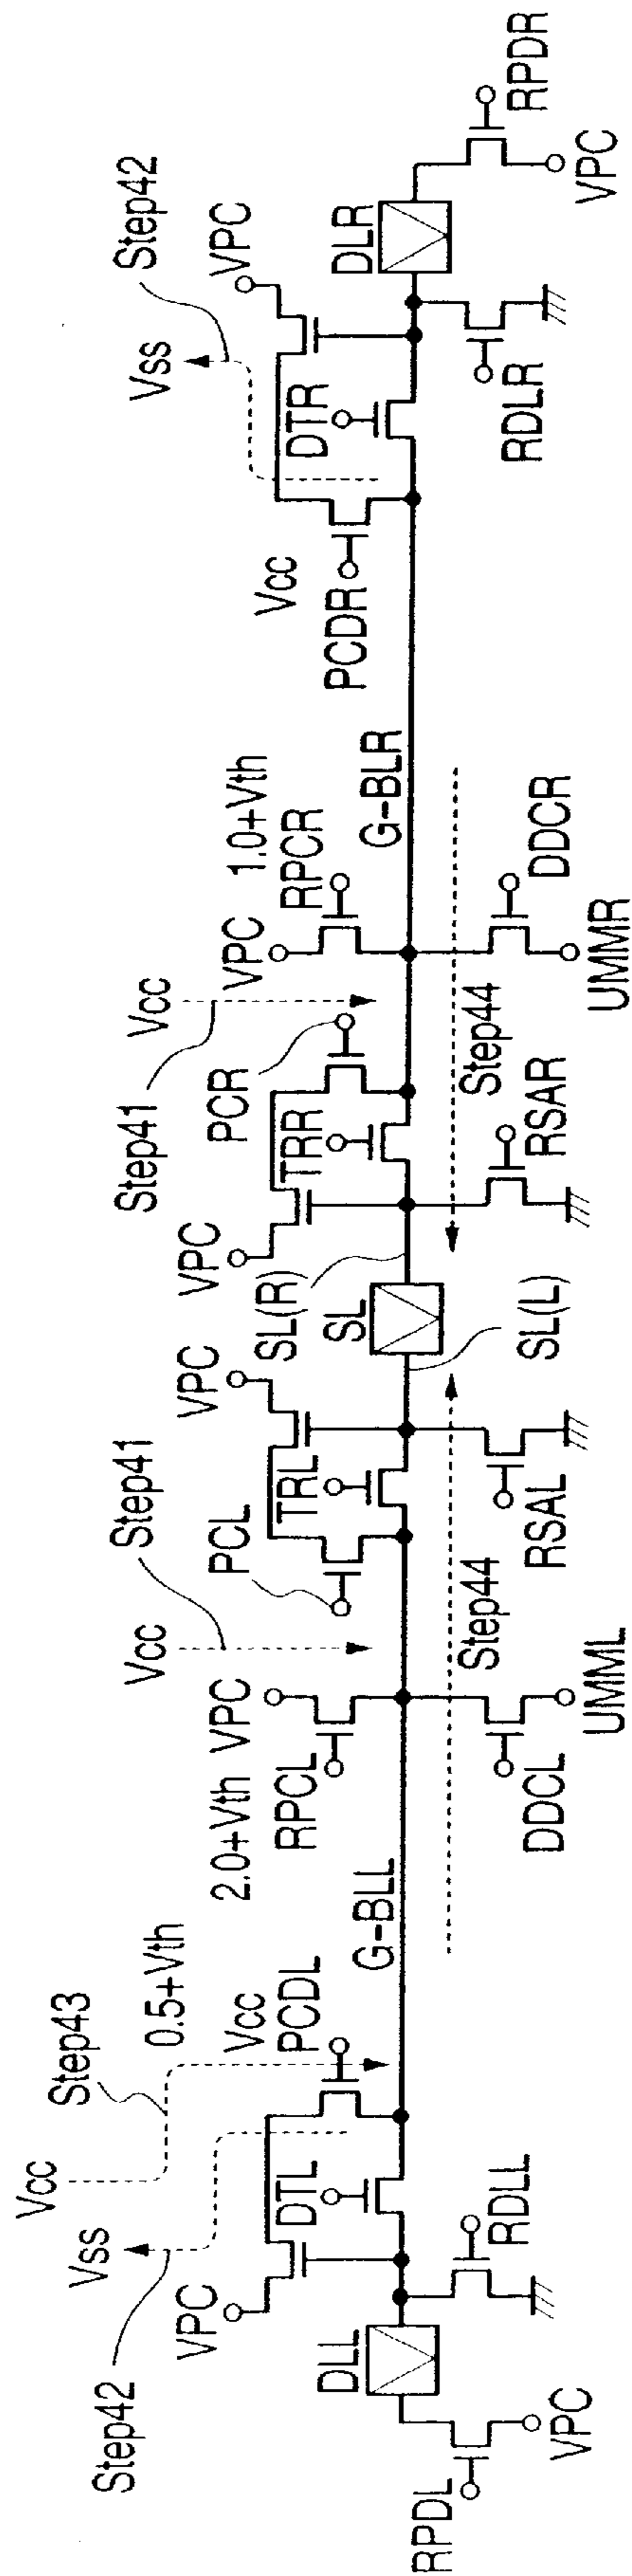 Step42
Vss
Vcc
Step43
0.5+Vth
VPC
DTL
Vcc
PCDL
DLL
RPDL
VPC
RDLL
G-BLL
2.0+Vth
VPC
RPCL
Vcc
Step41
PCL
TRL
VPC
DDCL
UMML
Step44
RSAL
SL(L)
SL
SL(R)
VPC
TRR
PCR
Step41
Vcc
RSAR
Step44
VPC
1.0+Vth
RPCR
DDCR
UMMR
G-BLR
Vcc
PCDR
DTR
Vss
Step42
VPC
RDLR
DLR
RPDR
VPC